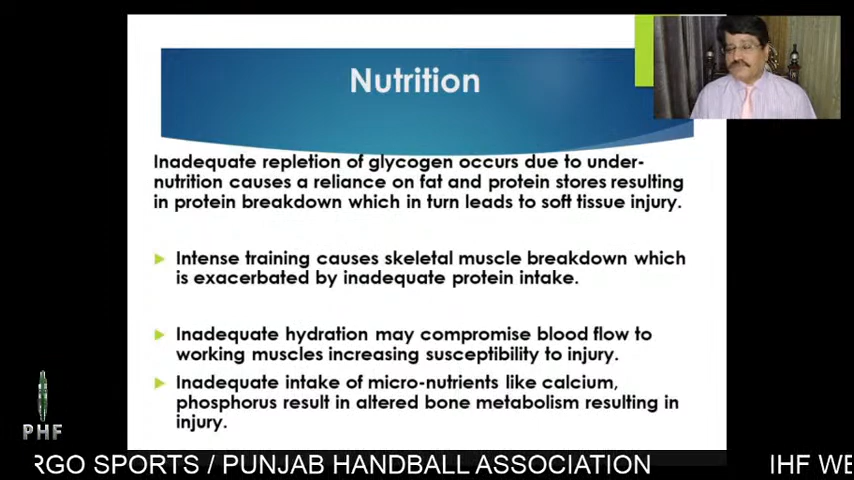 Nutrition
Inadequate repletion of glycogen occurs due to under-
nutrition causes a reliance on fat and protein stores resulting
in protein breakdown which in turn leads to soft tissue injury.
Intense training causes skeletal muscle breakdown which
is exacerbated by inadequate protein intake.
Inadequate hydration may compromise blood flow to
working muscles increasing susceptibility to injury.
Inadequate intake of micro-nutrients like calcium,
phosphorus result in altered bone metabolism resulting in
injury.
PHF
RGO SPORTS / PUNJAB HANDBALL ASSOCIATION IHF WE